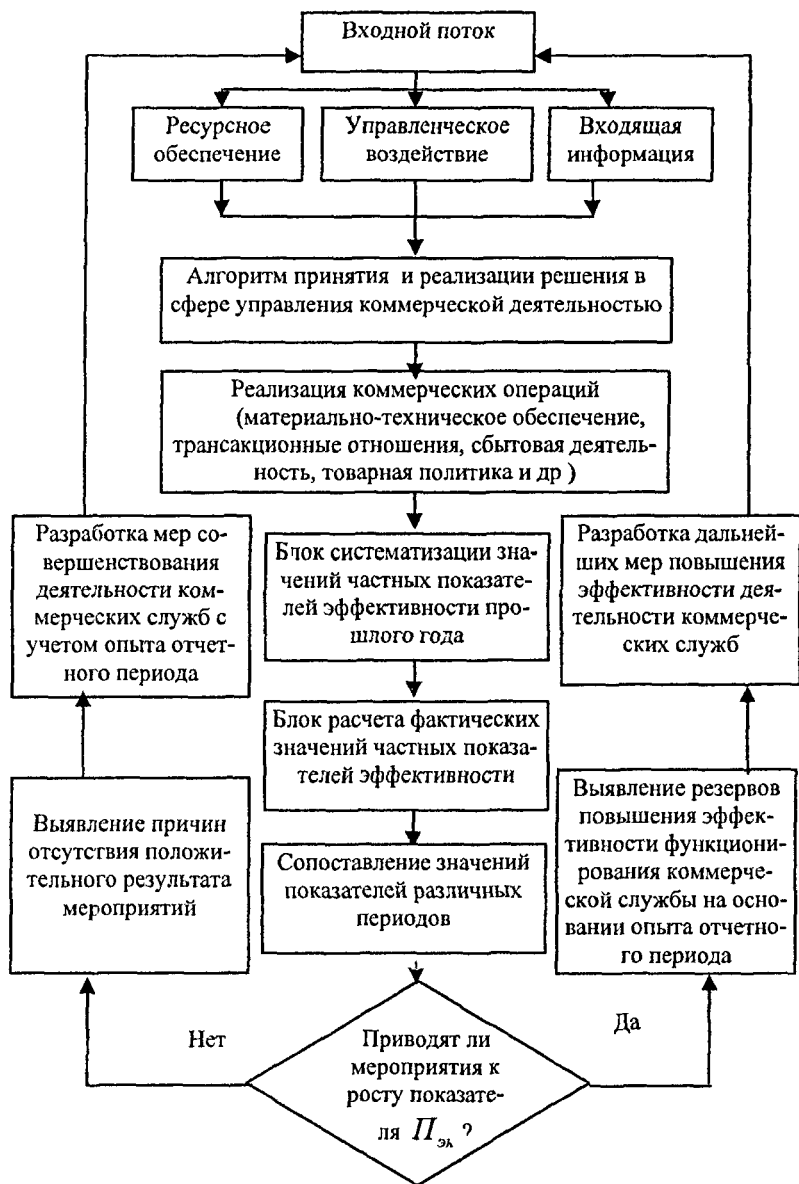 Входной поток
Ресурсное
обеспечение
Управленческое
воздействие
Входящая
информация
Алгоритм принятия и реализации решения в
сфере управления коммерческой деятельностью
Реализация коммерческих операций
(материально-техническое обеспечение,
трансакционные отношения, сбытовая деятель-
ность, товарная политика и др )
Разработка мер со-
вершенствования
деятельности ком-
мерческих служб с
учетом опыта отчет-
ного периода
Блок систематизации зна-
чений частных показате-
лей эффективности про-
шлого года
Разработка дальней-
ших мер повышения
эффективности дея-
тельности коммерче-
ских служб
Блок расчета фактических
значений частных показа-
телей эффективности
Выявление причин
отсутствия положи-
тельного результата
мероприятий
Сопоставление значений
показателей различных
периодов
Выявление резервов
повышения эффек-
тивности функциони-
рования коммерче-
ской службы на осно-
вании опыта отчетно-
го периода
Нет
Да
Приводят ли
мероприятия к
росту показате-
ля П эк ?